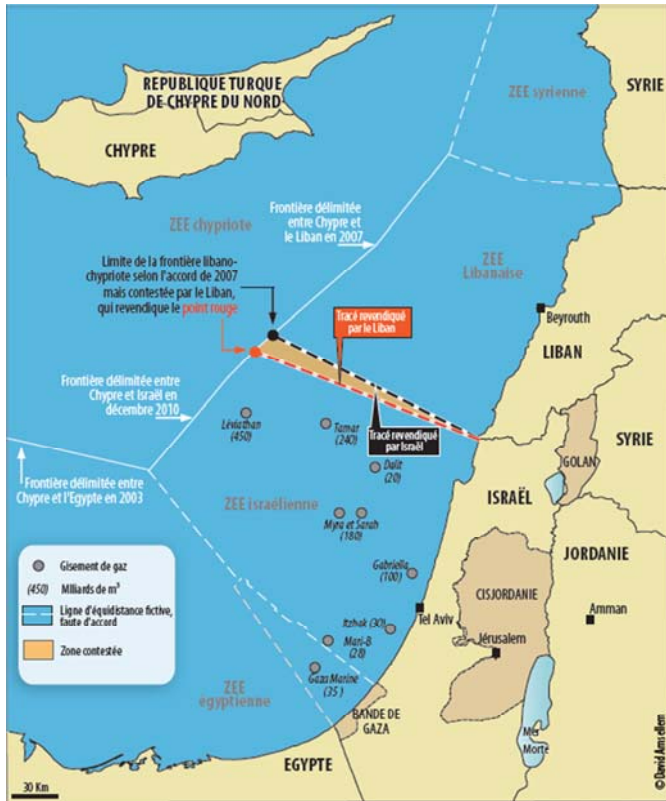 REPUBLIQUE TURQUE
DE CHYPRE DU NORD
CHYPRE
ZEE syrienne
SYRIE
ZEE chypriote
Frontière délimitée
entre Chypre et
le Liban en 2007
Limite de la frontière libano-
chypriote selon l'accord de 2007
mais contestée par le Liban,
qui revendique le point rouge
ZEE
Libanaise
Beyrouth
LIBAN
Tracé revendiqué
par le Liban
Frontière délimitée entre
Chypre et Israël en
décembre 2010
Léviathan
(450)
Tamar
(240)
Tracé revendiqué
par Israël
Dalit
(20)
SYRIE
GOLAN
Frontière délimitée entre
Chypre et l'Egypte en 2003
ZEE israélienne
Myra et Sarah
(180)
ISRAËL
JORDANIE
Gabriella
(100)
CISJORDANIE
Tel Aviv
Amman
Jérusalem
Itzhak (30)
Mari-B
(28)
Gaza Marine
(35)
ZEE
égyptienne
BANDE DE
GAZA
Mer
Morte
EGYPTE
Gisement de gaz
(450) Milliards de m³
Ligne d'équidistance fictive,
faute d'accord
Zone contestée
30 Km
© David Amsellem